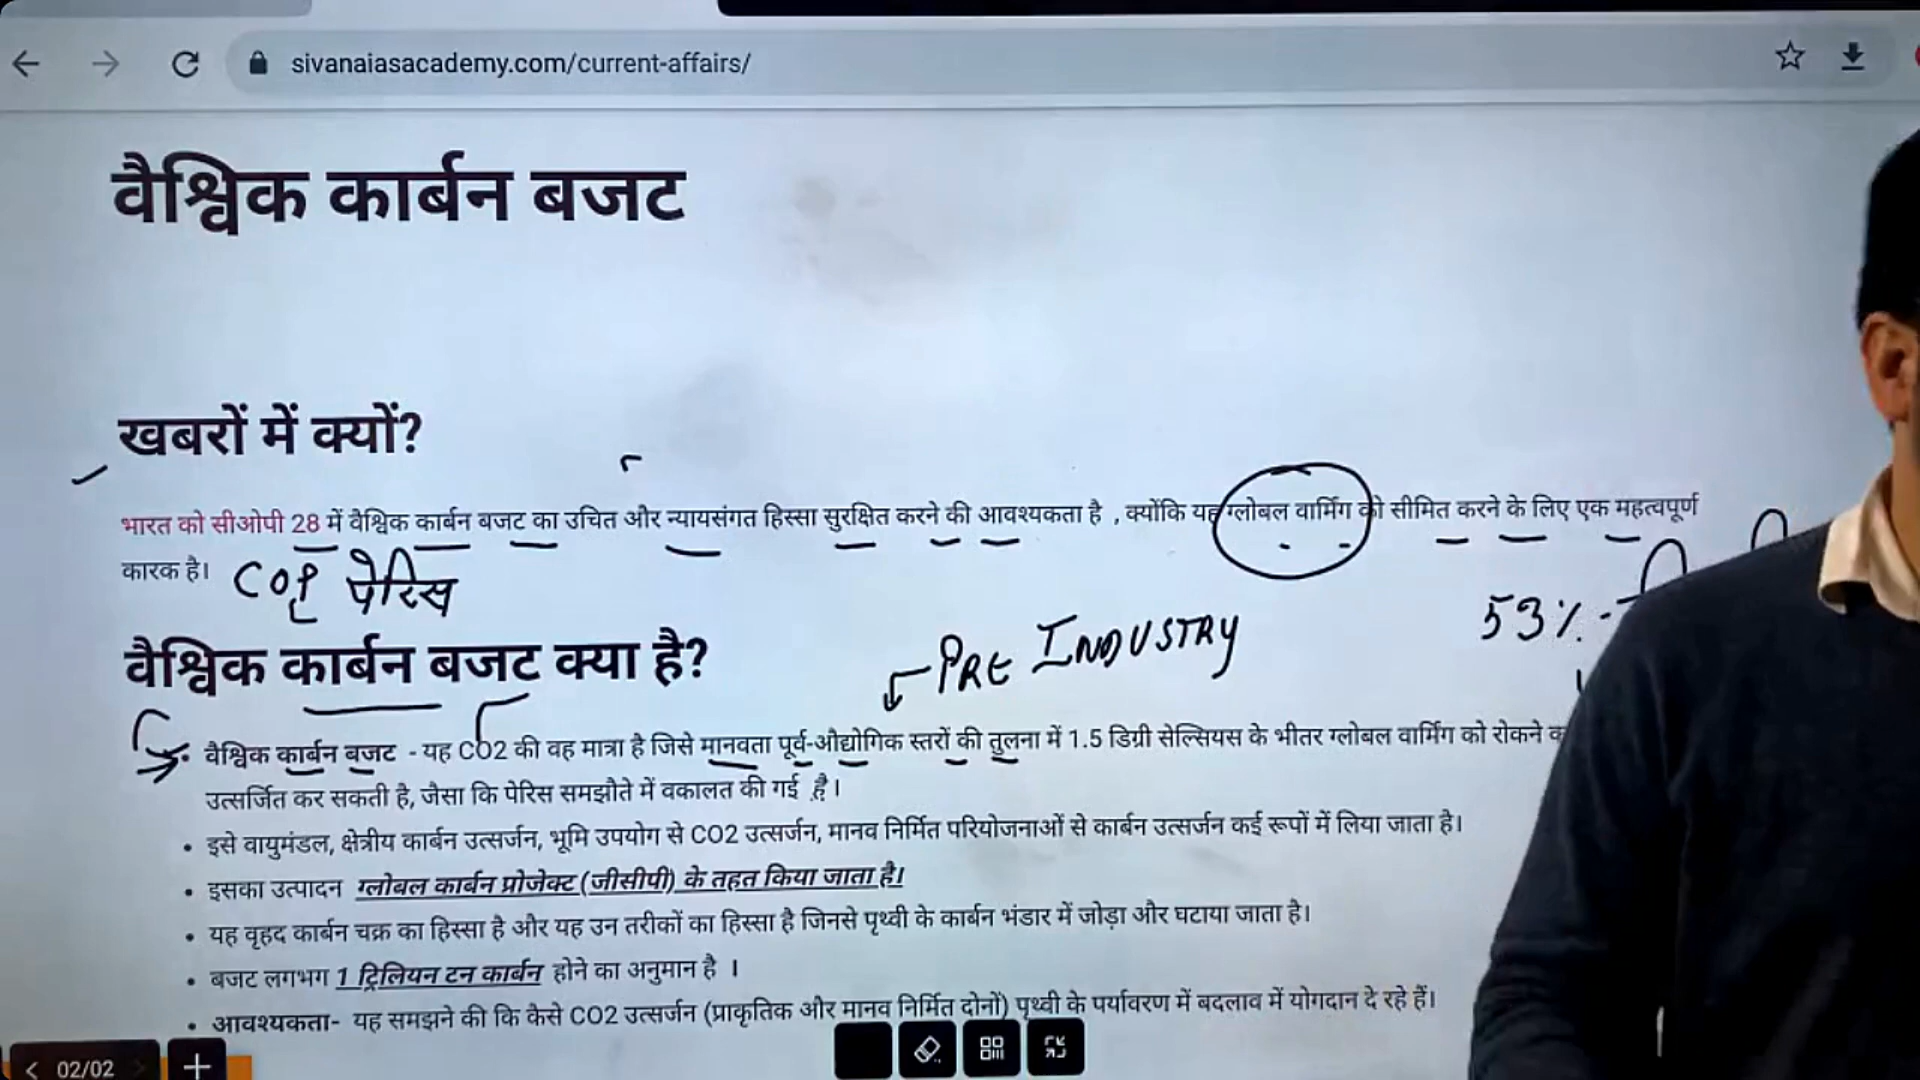 sivanaiasacademy.com/current-affairs/
वैश्विक कार्बन बजट
खबरों में क्यों?
भारत को सीओपी 28 में वैश्विक कार्बन बजट का उचित और न्यायसंगत हिस्सा सुरक्षित करने की आवश्यकता है , क्योंकि यह ग्लोबल वार्मिंग को सीमित करने के लिए एक महत्वपूर्ण
कारक है।
COP पेरिस
53%
वैश्विक कार्बन बजट क्या है?
PRE INDUSTRY
• वैश्विक कार्बन बजट - यह CO2 की वह मात्रा है जिसे मानवता पूर्व-औद्योगिक स्तरों की तुलना में 1.5 डिग्री सेल्सियस के भीतर ग्लोबल वार्मिंग को रोकने
उत्सर्जित कर सकती है, जैसा कि पेरिस समझौते में वकालत की गई है ।
• इसे वायुमंडल, क्षेत्रीय कार्बन उत्सर्जन, भूमि उपयोग से CO2 उत्सर्जन, मानव निर्मित परियोजनाओं से कार्बन उत्सर्जन कई रूपों में लिया जाता है।
• इसका उत्पादन ग्लोबल कार्बन प्रोजेक्ट (जीसीपी) के तहत किया जाता है।
• यह वृहद कार्बन चक्र का हिस्सा है और यह उन तरीकों का हिस्सा है जिनसे पृथ्वी के कार्बन भंडार में जोड़ा और घटाया जाता है।
• बजट लगभग 1 ट्रिलियन टन कार्बन होने का अनुमान है ।
• आवश्यकता- यह समझने की कि कैसे CO2 उत्सर्जन (प्राकृतिक और मानव निर्मित दोनों) पृथ्वी के पर्यावरण में बदलाव में योगदान दे रहे हैं।
02/02